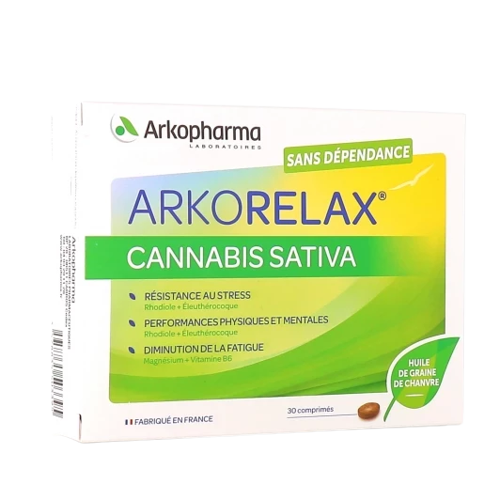 Arkopharma
LABORATOIRES
SANS DÉPENDANCE
ARKORELAX®
CANNABIS SATIVA
RÉSISTANCE AU STRESS
Rhodiole + Éleuthérocoque
PERFORMANCES PHYSIQUES ET MENTALES
Rhodiole + Éleuthérocoque
DIMINUTION DE LA FATIGUE
Magnésium + Vitamine B6
HUILE
DE GRAINE
DE CHANVRE
FABRIQUÉ EN FRANCE
30 comprimés
Arkopharma